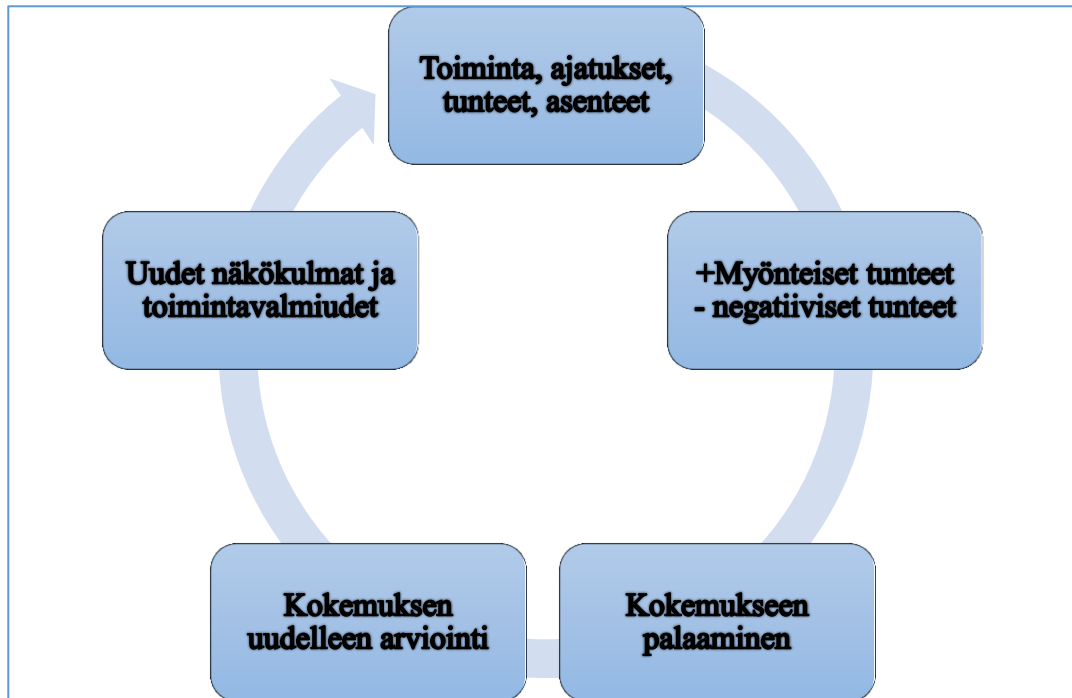 Toiminta, ajatukset,
tunteet, asenteet
+Myönteiset tunteet
- negatiiviset tunteet
Kokemukseen
palaaminen
Kokemuksen
uudelleen arviointi
Uudet näkökulmat ja
toimintavalmiudet